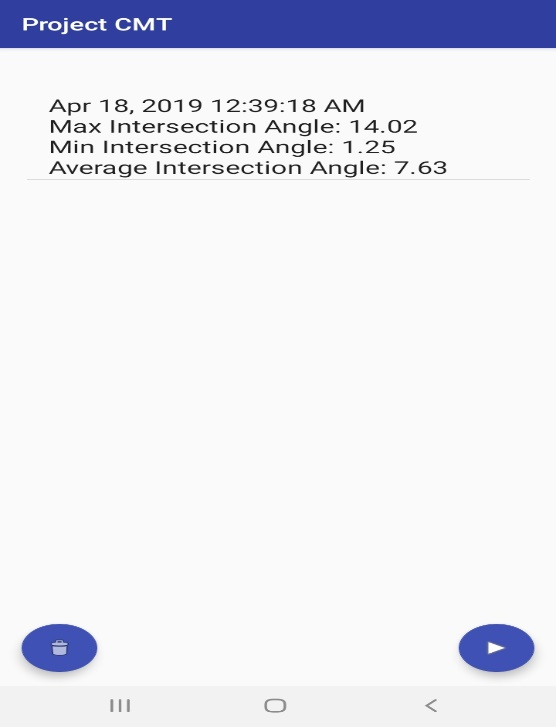 Project CMT
Apr 18, 2019 12:39:18 AM
Max Intersection Angle: 14.02
Min Intersection Angle: 1.25
Average Intersection Angle: 7.63